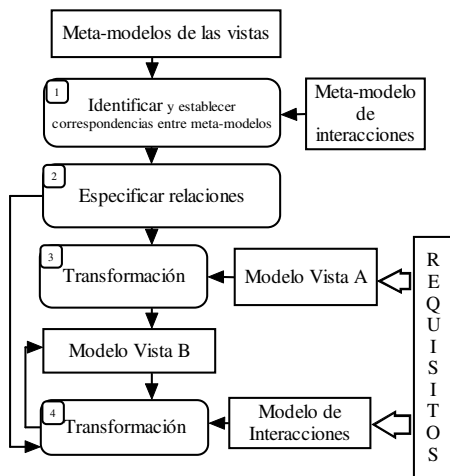 Meta-modelos de las vistas
1
Identificar y establecer
correspondencias entre meta-modelos
Meta-modelo
de
interacciones
2
Especificar relaciones
3
Transformación
Modelo Vista A
Modelo Vista B
4
Transformación
Modelo de
Interacciones
REQUISITOS